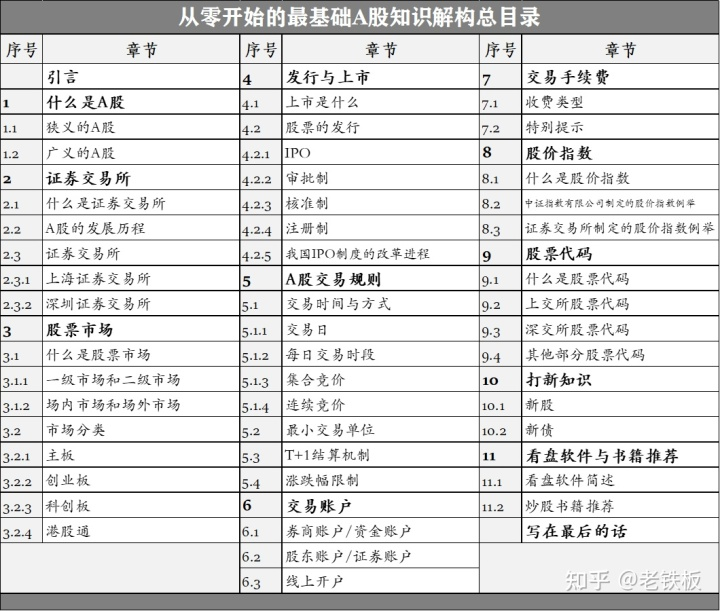 从零开始的最基础A股知识解构总目录
序号 章节 序号 章节 序号 章节
引言 4 发行与上市 7 交易手续费
1 什么是A股 4.1 上市是什么 7.1 收费类型
1.1 狭义的A股 4.2 股票的发行 7.2 特别提示
1.2 广义的A股 4.2.1 IPO 8 股价指数
2 证券交易所 4.2.2 审批制 8.1 什么是股价指数
2.1 什么是证券交易所 4.2.3 核准制 8.2 中证指数有限公司制定的股价指数例举
2.2 A股的发展历程 4.2.4 注册制 8.3 证券交易所制定的股价指数例举
2.3 证券交易所 4.2.5 我国IPO制度的改革进程 9 股票代码
2.3.1 上海证券交易所 5 A股交易规则 9.1 什么是股票代码
2.3.2 深圳证券交易所 5.1 交易时间与方式 9.2 上交所股票代码
3 股票市场 5.1.1 交易日 9.3 深交所股票代码
3.1 什么是股票市场 5.1.2 每日交易时段 9.4 其他部分股票代码
3.1.1 一级市场和二级市场 5.1.3 集合竞价 10 打新知识
3.1.2 场内市场和场外市场 5.1.4 连续竞价 10.1 新股
3.2 市场分类 5.2 最小交易单位 10.2 新债
3.2.1 主板 5.3 T+1结算机制 11 看盘软件与书籍推荐
3.2.2 创业板 5.4 涨跌幅限制 11.1 看盘软件简述
3.2.3 科创板 6 交易账户 11.2 炒股书籍推荐
3.2.4 港股通 6.1 券商账户/资金账户 写在最后的话
6.2 股东账户/证券账户
6.3 线上开户
知乎 @老铁板